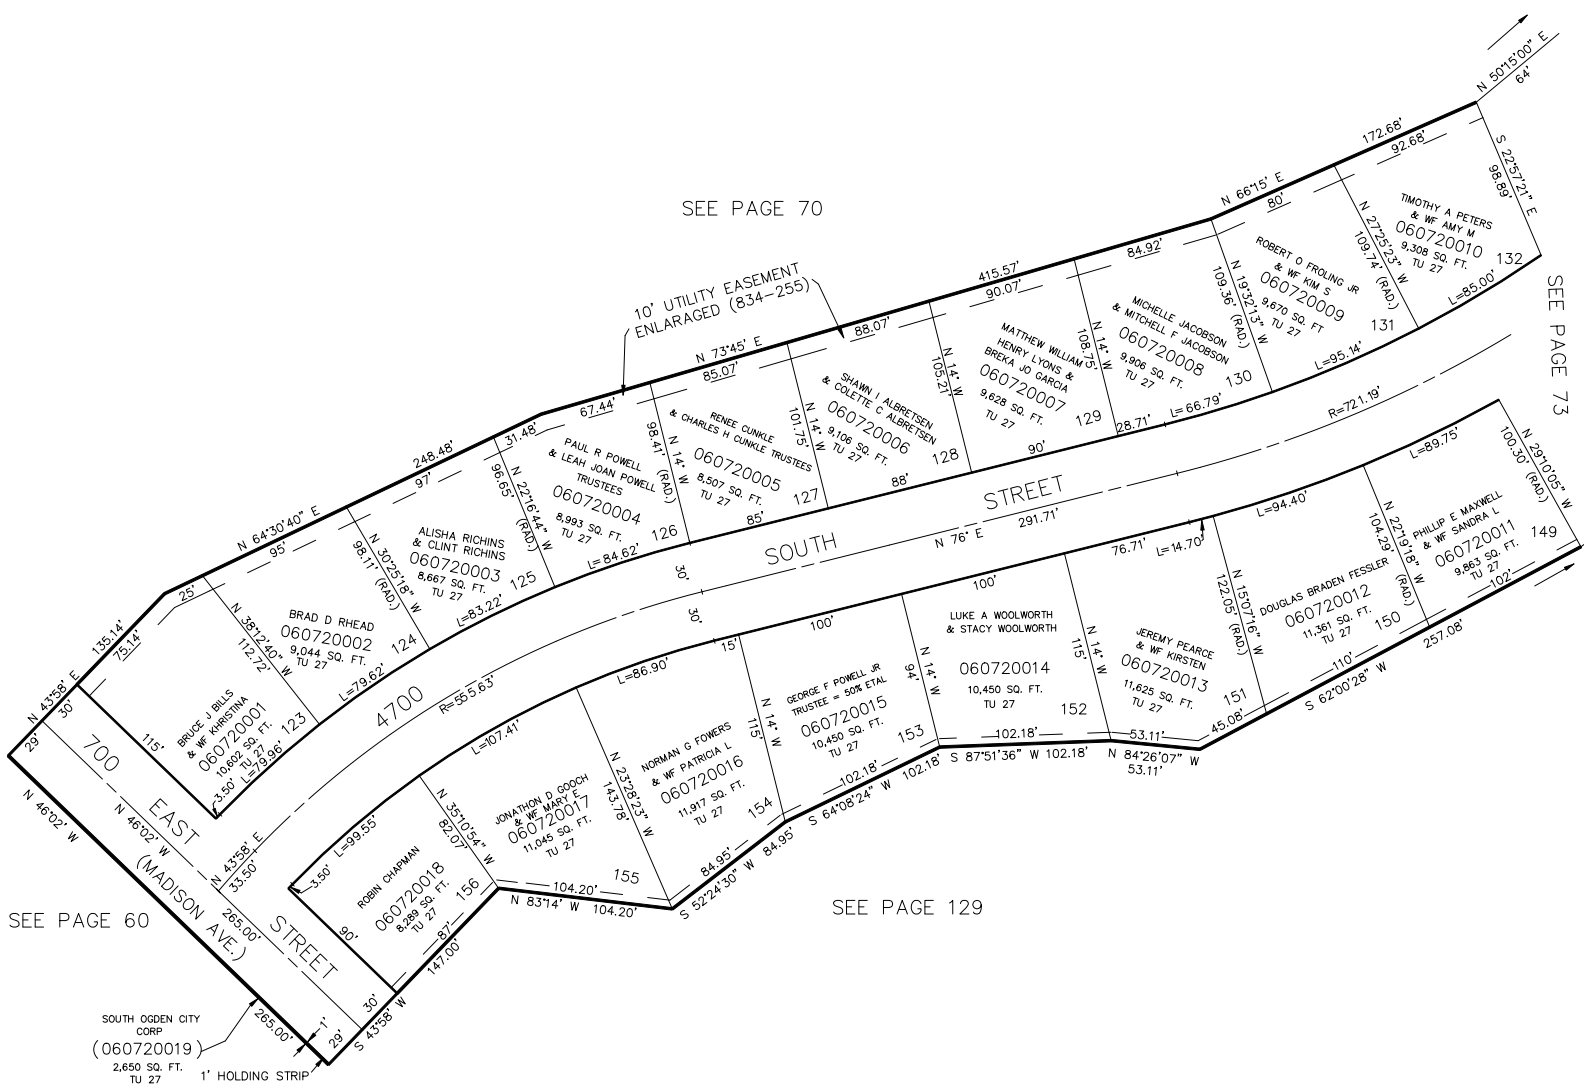 N 50°15'00" E
64'
172.68'
92.68'
S 22°57'21" E
98.89'
N 66°15' E
80'
SEE PAGE 70
TIMOTHY A PETERS
& WF AMY M
060720010
9,308 SQ. FT.
TU 27
132
L=85.00'
N 27°25'23" W
109.74' (RAD.)
ROBERT O FROLING JR
& WF KIM S
060720009
9,670 SQ. FT
TU 27
131
L=95.14'
N 19°32'13" W
109.36' (RAD.)
84.92'
415.57'
90.07'
MICHELLE JACOBSON
& MITCHELL F JACOBSON
060720008
9,906 SQ. FT.
TU 27
130
L=66.79'
28.71'
N 14° W
108.75'
MATTHEW WILLIAM
HENRY LYONS &
BREKA JO GARCIA
060720007
9,628 SQ. FT.
TU 27
129
90'
N 14° W
105.21'
10' UTILITY EASEMENT
ENLARAGED (834-255)
88.07'
SHAWN I ALBRETSEN
& COLETTE C ALBRETSEN
060720006
9,106 SQ. FT.
TU 27
128
88'
N 14° W
101.75'
N 73°45' E
85.07'
RENEE CUNKLE
& CHARLES H CUNKLE TRUSTEES
060720005
8,507 SQ. FT.
TU 27
127
85'
N 14° W
98.41' (RAD.)
67.44'
31.48'
PAUL R POWELL
& LEAH JOAN POWELL
TRUSTEES
060720004
8,993 SQ. FT.
TU 27
126
L=84.62'
N 22°16'44" W
96.65' (RAD.)
248.48'
97'
ALISHA RICHINS
& CLINT RICHINS
060720003
8,667 SQ. FT.
TU 27
125
L=83.22'
N 30°25'18" W
98.11' (RAD.)
N 64°30'40" E
95'
BRAD D RHEAD
060720002
9,044 SQ. FT.
TU 27
124
L=79.62'
N 38°12'40" W
112.72'
25'
135.14'
75.14'
BRUCE J BILLS
& WF KHRISTINA
060720001
10,602 SQ. FT.
TU 27
123
L=79.96'
3.50'
115'
N 43°58' E
30'
29'
SEE PAGE 73
R=721.19'
4700
SOUTH
STREET
N 76° E
291.71'
30'
30'
R=555.63'
L=89.75'
N 29°10'05" W
100.30' (RAD.)
PHILLIP E MAXWELL
& WF SANDRA L
060720011
9,863 SQ. FT.
TU 27
149
102'
257.08'
L=94.40'
N 22°19'18" W
104.29' (RAD.)
DOUGLAS BRADEN FESSLER
060720012
11,361 SQ. FT.
TU 27
150
110'
S 62°00'28" W
L=14.70'
76.71'
N 15°07'16" W
122.05' (RAD.)
JEREMY PEARCE
& WF KIRSTEN
060720013
11,625 SQ. FT.
TU 27
151
45.08'
53.11'
N 84°26'07" W
53.11'
100'
N 14° W
115'
LUKE A WOOLWORTH
& STACY WOOLWORTH
060720014
10,450 SQ. FT.
TU 27
152
102.18'
S 87°51'36" W 102.18'
100'
N 14° W
94'
GEORGE F POWELL JR
TRUSTEE = 50% ETAL
060720015
10,450 SQ. FT.
TU 27
153
102.18'
S 64°08'24" W 102.18'
15'
L=86.90'
N 14° W
115'
NORMAN G FOWERS
& WF PATRICIA L
060720016
11,917 SQ. FT.
TU 27
154
84.95'
S 52°24'30" W 84.95'
L=107.41'
N 23°28'23" W
143.78'
JONATHON D GOOCH
& WF MARY E
060720017
11,045 SQ. FT.
TU 27
155
104.20'
N 83°14' W 104.20'
N 35°10'54" W
82.07'
L=99.55'
ROBIN CHAPMAN
060720018
8,289 SQ. FT.
TU 27
156
3.50'
90'
87'
147.00'
S 43°58' W
30'
29'
700
EAST
STREET
(MADISON AVE.)
N 46°02' W
N 46°02' W
265.00'
N 43°58' E
33.50'
265.00'
1'
SEE PAGE 60
SEE PAGE 129
SOUTH OGDEN CITY
CORP
(060720019)
2,650 SQ. FT.
TU 27
1' HOLDING STRIP